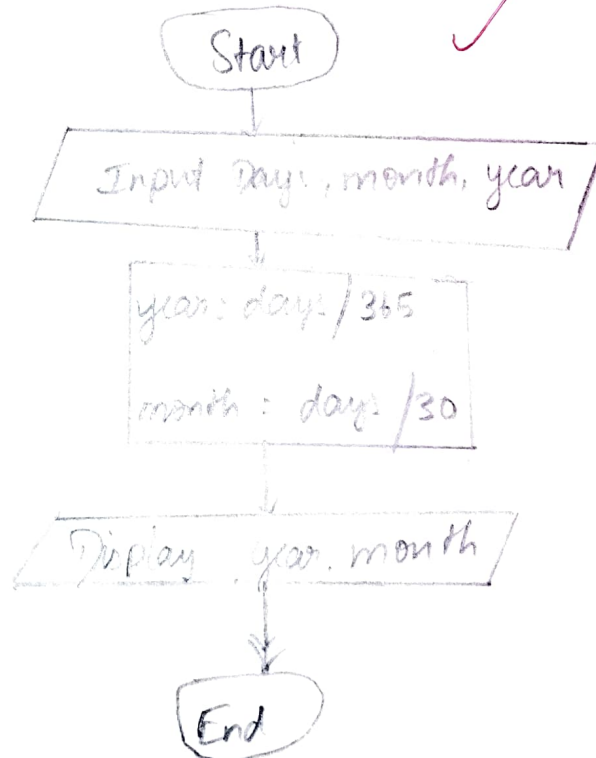 Start
Input Days, month, year
year: days/365
month: days/30
Display year, month
End